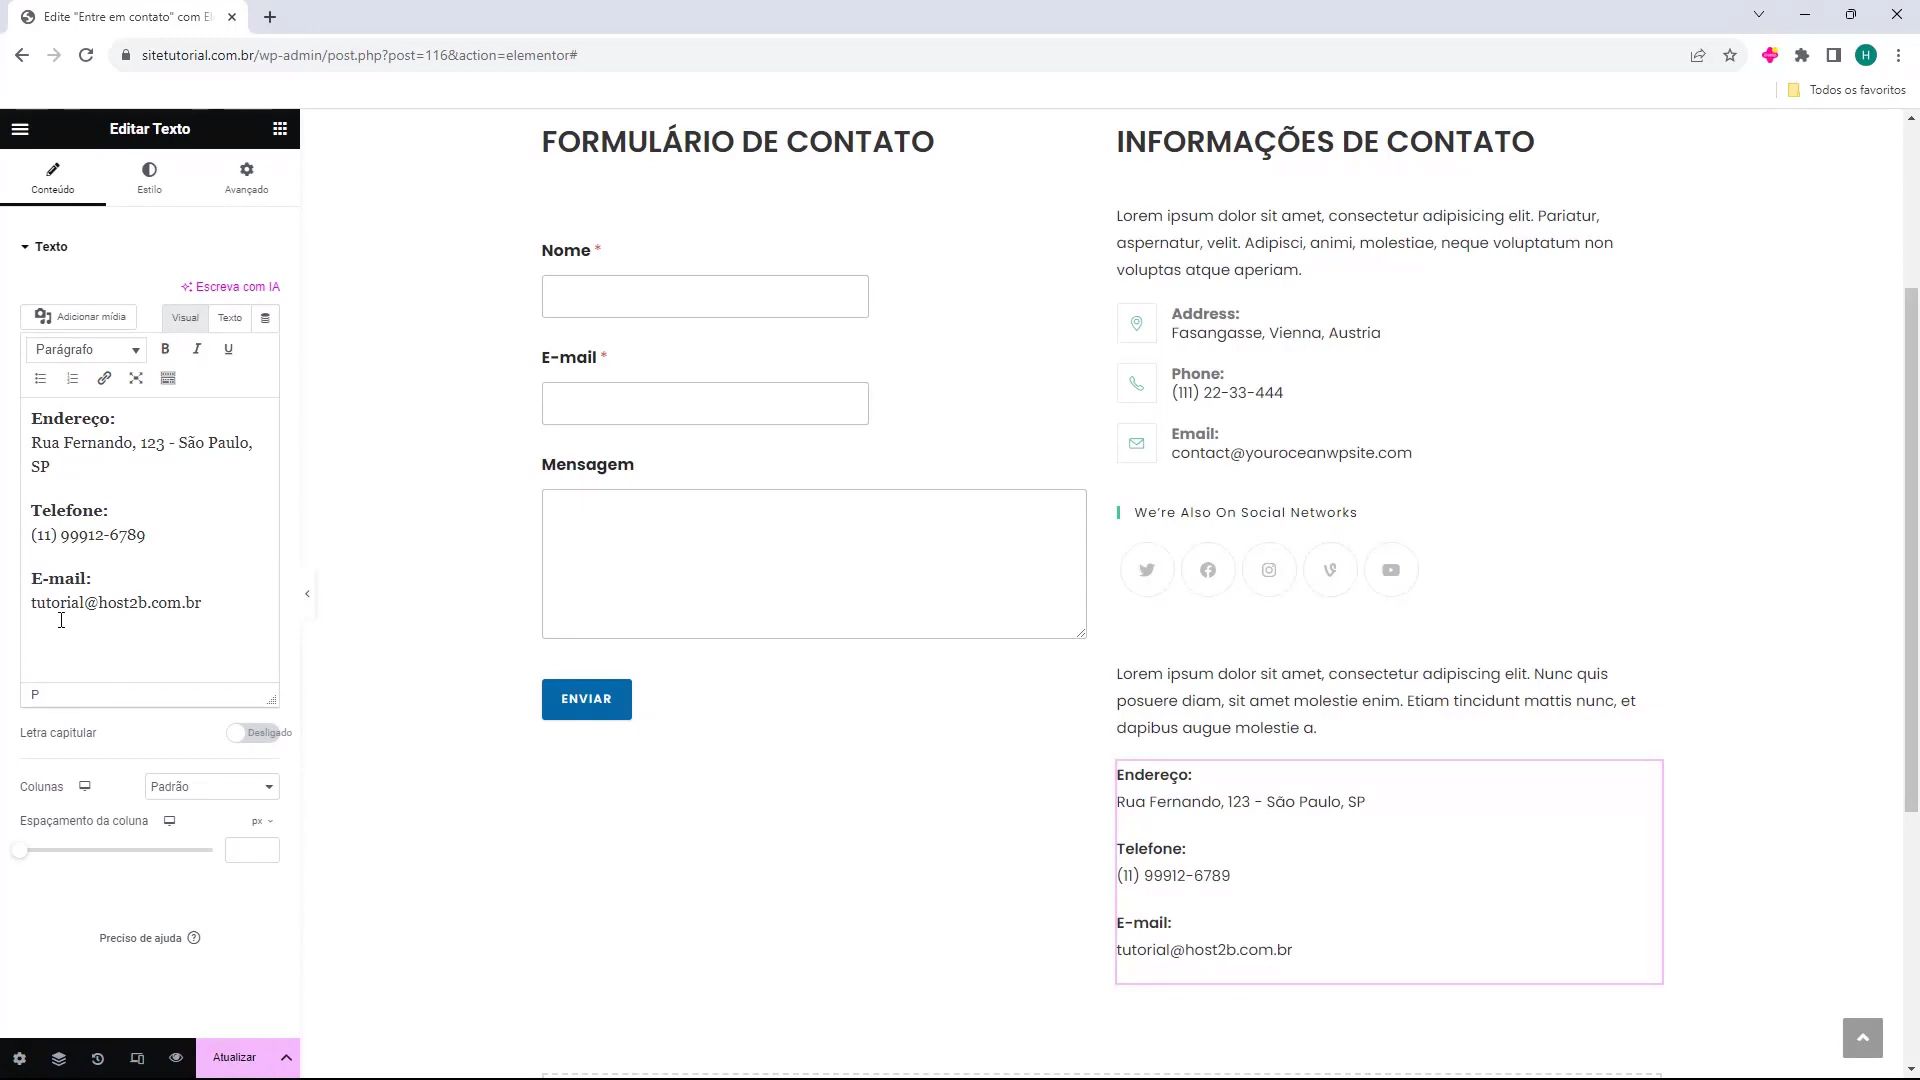 Edite "Entre em contato" com El
sitetutorial.com.br/wp-admin/post.php?post=116&action=elementor#
H
Todos os favoritos
Editar Texto
Conteúdo
Estilo
Avançado
Texto
Escreva com IA
Adicionar mídia
Visual
Texto
Parágrafo
B
I
U
Endereço:
Rua Fernando, 123 - São Paulo,
SP
Telefone:
(11) 99912-6789
E-mail:
tutorial@host2b.com.br
P
Letra capitular
Desligado
Colunas
Padrão
Espaçamento da coluna
px
Preciso de ajuda
Atualizar
FORMULÁRIO DE CONTATO
Nome *
E-mail *
Mensagem
ENVIAR
INFORMAÇÕES DE CONTATO
Lorem ipsum dolor sit amet, consectetur adipisicing elit. Pariatur,
aspernatur, velit. Adipisci, animi, molestiae, neque voluptatum non
voluptas atque aperiam.
Address:
Fasangasse, Vienna, Austria
Phone:
(111) 22-33-444
Email:
contact@youroceanwpsite.com
We're Also On Social Networks
Lorem ipsum dolor sit amet, consectetur adipiscing elit. Nunc quis
posuere diam, sit amet molestie enim. Etiam tincidunt mattis nunc, et
dapibus augue molestie a.
Endereço:
Rua Fernando, 123 - São Paulo, SP
Telefone:
(11) 99912-6789
E-mail:
tutorial@host2b.com.br